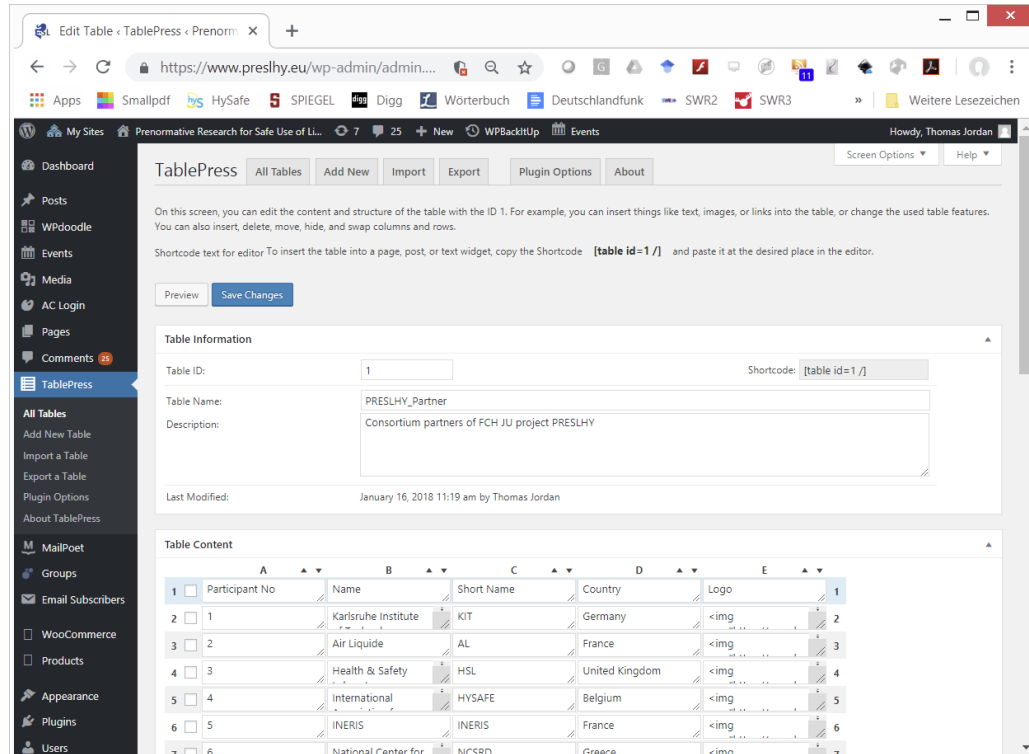 Edit Table ‹ TablePress ‹ Prenorm
https://www.preslhy.eu/wp-admin/admin....
11
Apps Smallpdf hys HySafe S SPIEGEL digg Digg Wörterbuch Deutschlandfunk SWR2 SWR3 » Weitere Lesezeichen
My Sites Prenormative Research for Safe Use of Li... 7 25 + New WPBackItUp Events Howdy, Thomas Jordan
Screen Options Help
Dashboard
Posts
WPdoodle
Events
Media
AC Login
Pages
Comments 25
TablePress
All Tables
Add New Table
Import a Table
Export a Table
Plugin Options
About TablePress
MailPoet
Groups
Email Subscribers
WooCommerce
Products
Appearance
Plugins
Users
TablePress All Tables Add New Import Export Plugin Options About
On this screen, you can edit the content and structure of the table with the ID 1. For example, you can insert things like text, images, or links into the table, or change the used table features.
You can also insert, delete, move, hide, and swap columns and rows.
Shortcode text for editor To insert the table into a page, post, or text widget, copy the Shortcode [table id=1 /] and paste it at the desired place in the editor.
Preview Save Changes
Table Information
Table ID: 1 Shortcode: [table id=1 /]
Table Name: PRESLHY_Partner
Description: Consortium partners of FCH JU project PRESLHY
Last Modified: January 16, 2018 11:19 am by Thomas Jordan
Table Content
A B C D E
1 Participant No Name Short Name Country Logo 1
2 1 Karlsruhe Institute KIT Germany <img 2
3 2 Air Liquide AL France <img 3
4 3 Health & Safety HSL United Kingdom <img 4
5 4 International HYSAFE Belgium <img 5
6 5 INERIS INERIS France <img 6
7 6 National Center for NCSRD Greece <img 7